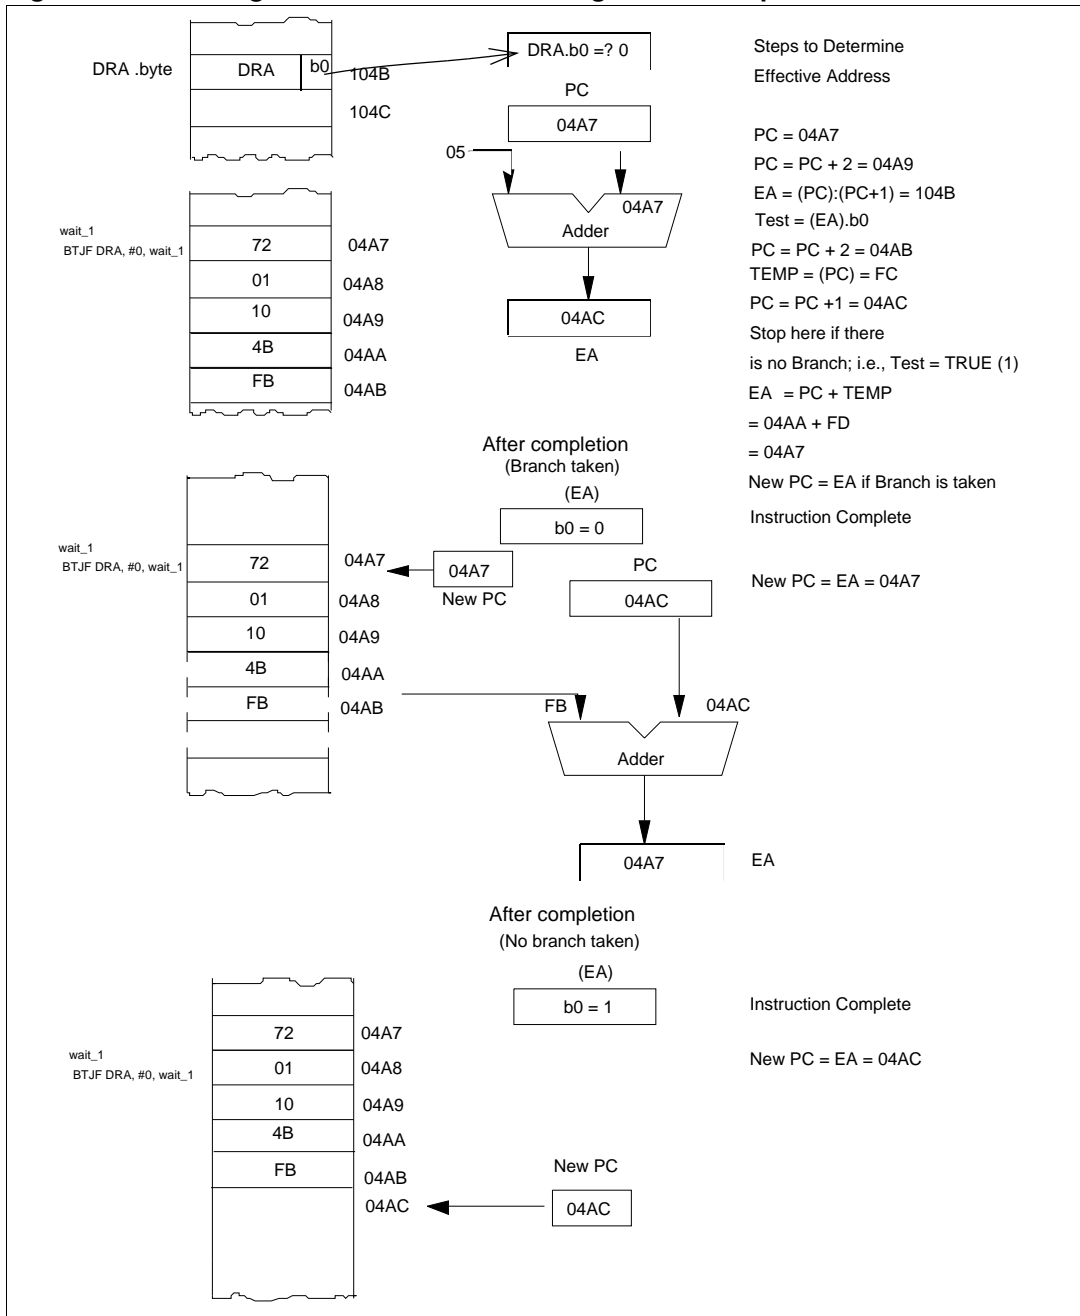 DRA .byte
DRA
b0
104B
104C
DRA.b0 =? 0
PC
04A7
05
04A7
Adder
04AC
EA
Steps to Determine
Effective Address
PC = 04A7
PC = PC + 2 = 04A9
EA = (PC):(PC+1) = 104B
Test = (EA).b0
PC = PC + 2 = 04AB
TEMP = (PC) = FC
PC = PC +1 = 04AC
Stop here if there
is no Branch; i.e., Test = TRUE (1)
EA = PC + TEMP
= 04AA + FD
= 04A7
New PC = EA if Branch is taken
Instruction Complete
New PC = EA = 04A7
wait_1
BTJF DRA, #0, wait_1
72 04A7
01 04A8
10 04A9
4B 04AA
FB 04AB
After completion
(Branch taken)
(EA)
b0 = 0
wait_1
BTJF DRA, #0, wait_1
72 04A7
01 04A8
10 04A9
4B 04AA
FB 04AB
04A7
New PC
PC
04AC
FB
04AC
Adder
04A7
EA
After completion
(No branch taken)
(EA)
b0 = 1
Instruction Complete
New PC = EA = 04AC
wait_1
BTJF DRA, #0, wait_1
72 04A7
01 04A8
10 04A9
4B 04AA
FB 04AB
04AC
New PC
04AC